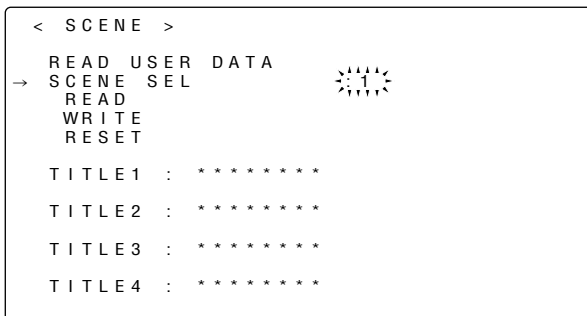 < SCENE >
READ USER DATA
→ SCENE SEL :1
READ
WRITE
RESET
TITLE1 : ********
TITLE2 : ********
TITLE3 : ********
TITLE4 : ********